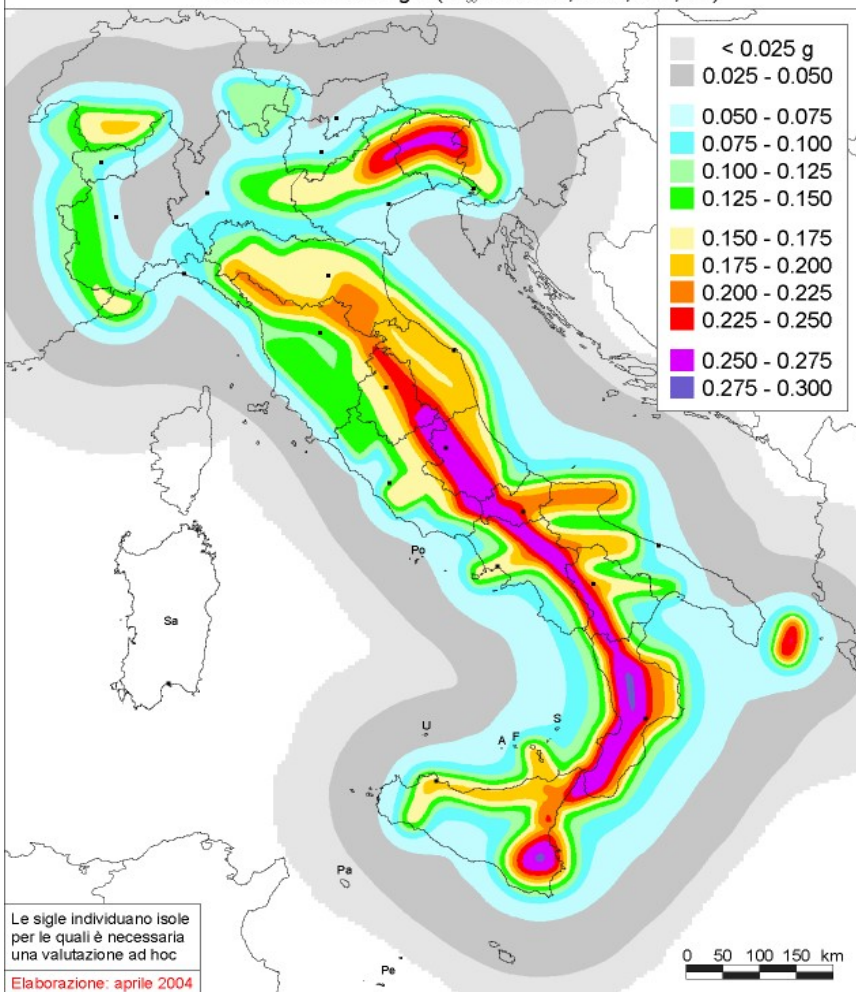 < 0.025 g
0.025 - 0.050
0.050 - 0.075
0.075 - 0.100
0.100 - 0.125
0.125 - 0.150
0.150 - 0.175
0.175 - 0.200
0.200 - 0.225
0.225 - 0.250
0.250 - 0.275
0.275 - 0.300
Po
Sa
U
A
F
S
Pa
Pe
Le sigle individuano isole
per le quali è necessaria
una valutazione ad hoc
Elaborazione: aprile 2004
0 50 100 150 km